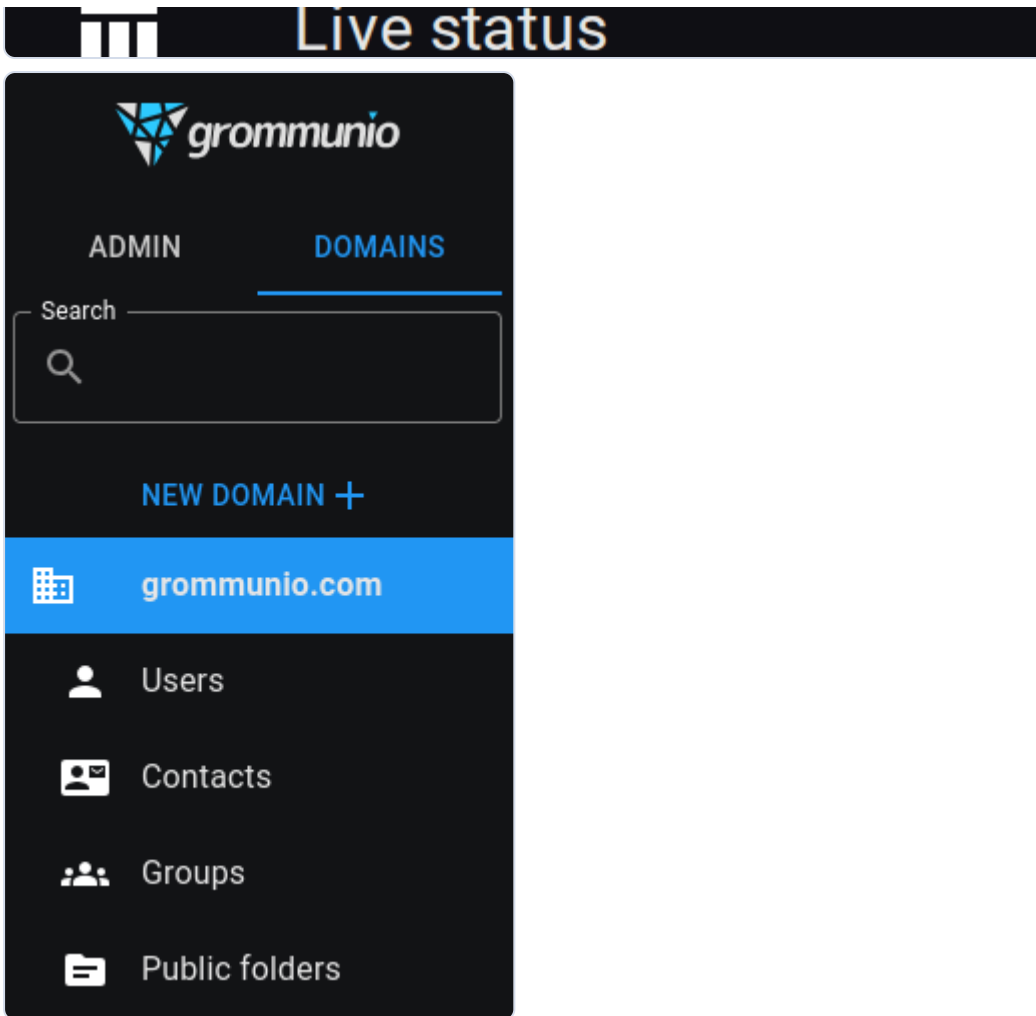 Live status
grommunio
ADMIN DOMAINS
Search
NEW DOMAIN +
grommunio.com
Users
Contacts
Groups
Public folders